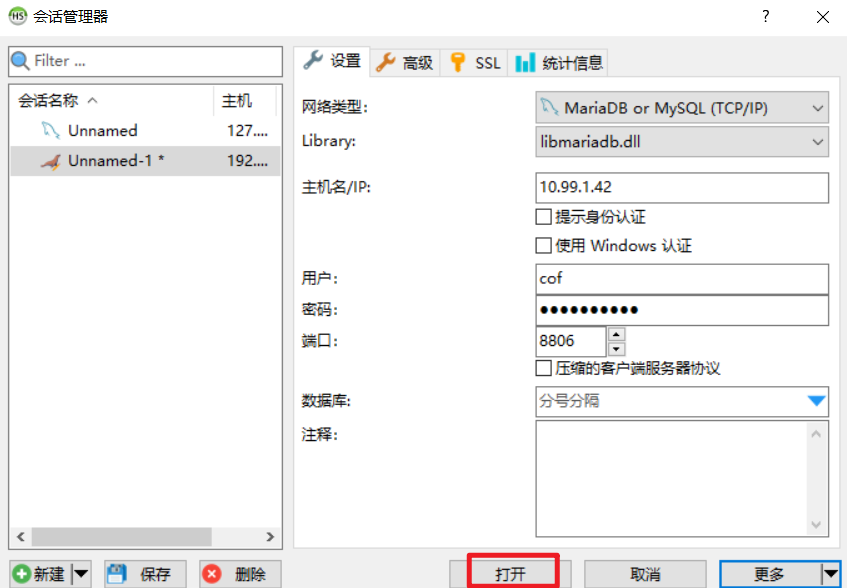 HS 会话管理器 ?
Filter ...
会话名称 主机
Unnamed 127....
Unnamed-1 * 192....
新建 保存 删除
设置 高级 SSL 统计信息
网络类型: MariaDB or MySQL (TCP/IP)
Library: libmariadb.dll
主机名/IP: 10.99.1.42
提示身份认证
使用 Windows 认证
用户: cof
密码: ●●●●●●●●●●
端口: 8806
压缩的客户端服务器协议
数据库: 分号分隔
注释:
打开 取消 更多